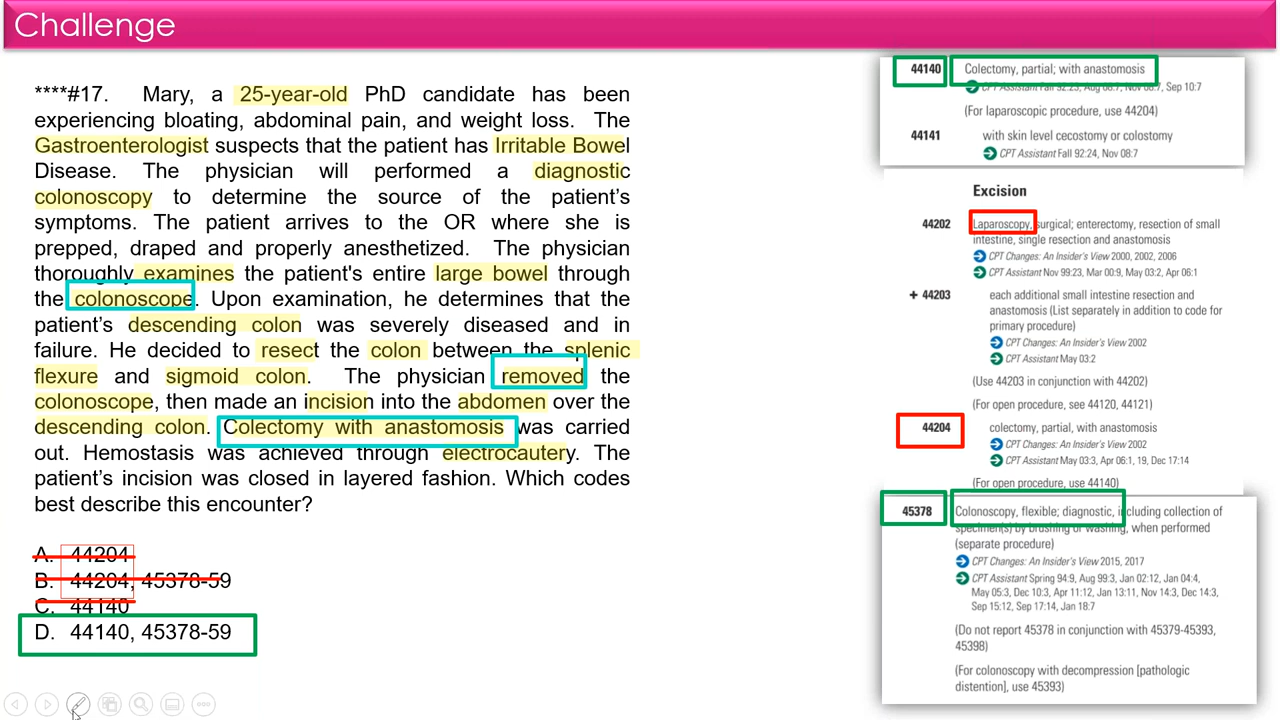 Challenge
****#17. Mary, a 25-year-old PhD candidate has been
experiencing bloating, abdominal pain, and weight loss. The
Gastroenterologist suspects that the patient has Irritable Bowel
Disease. The physician will performed a diagnostic
colonoscopy to determine the source of the patient's
symptoms. The patient arrives to the OR where she is
prepped, draped and properly anesthetized. The physician
thoroughly examines the patient's entire large bowel through
the colonoscope. Upon examination, he determines that the
patient's descending colon was severely diseased and in
failure. He decided to resect the colon between the splenic
flexure and sigmoid colon. The physician removed the
colonoscope, then made an incision into the abdomen over the
descending colon. Colectomy with anastomosis was carried
out. Hemostasis was achieved through electrocautery. The
patient's incision was closed in layered fashion. Which codes
best describe this encounter?
A. 44204
B. 44204, 45378-59
C. 44140
D. 44140, 45378-59
44140 Colectomy, partial; with anastomosis
CPT Assistant Fall 92:23, Aug 08:7, Nov 08:7, Sep 10:7
(For laparoscopic procedure, use 44204)
44141 with skin level cecostomy or colostomy
CPT Assistant Fall 92:24, Nov 08:7
Excision
44202 Laparoscopy, surgical; enterectomy, resection of small
intestine, single resection and anastomosis
CPT Changes: An Insider's View 2000, 2002, 2006
CPT Assistant Nov 99:23, Mar 00:9, May 03:2, Apr 06:1
+ 44203 each additional small intestine resection and
anastomosis (List separately in addition to code for
primary procedure)
CPT Changes: An Insider's View 2002
CPT Assistant May 03:2
(Use 44203 in conjunction with 44202)
(For open procedure, see 44120, 44121)
44204 colectomy, partial, with anastomosis
CPT Changes: An Insider's View 2002
CPT Assistant May 03:3, Apr 06:1, 19, Dec 17:14
(For open procedure, use 44140)
45378 Colonoscopy, flexible; diagnostic, including collection of
specimen(s) by brushing or washing, when performed
(separate procedure)
CPT Changes: An Insider's View 2015, 2017
CPT Assistant Spring 94:9, Aug 99:3, Jan 02:12, Jan 04:4,
May 05:3, Dec 10:3, Apr 11:12, Jan 13:11, Nov 14:3, Dec 14:3,
Sep 15:12, Sep 17:14, Jan 18:7
(Do not report 45378 in conjunction with 45379-45393,
45398)
(For colonoscopy with decompression [pathologic
distention], use 45393)